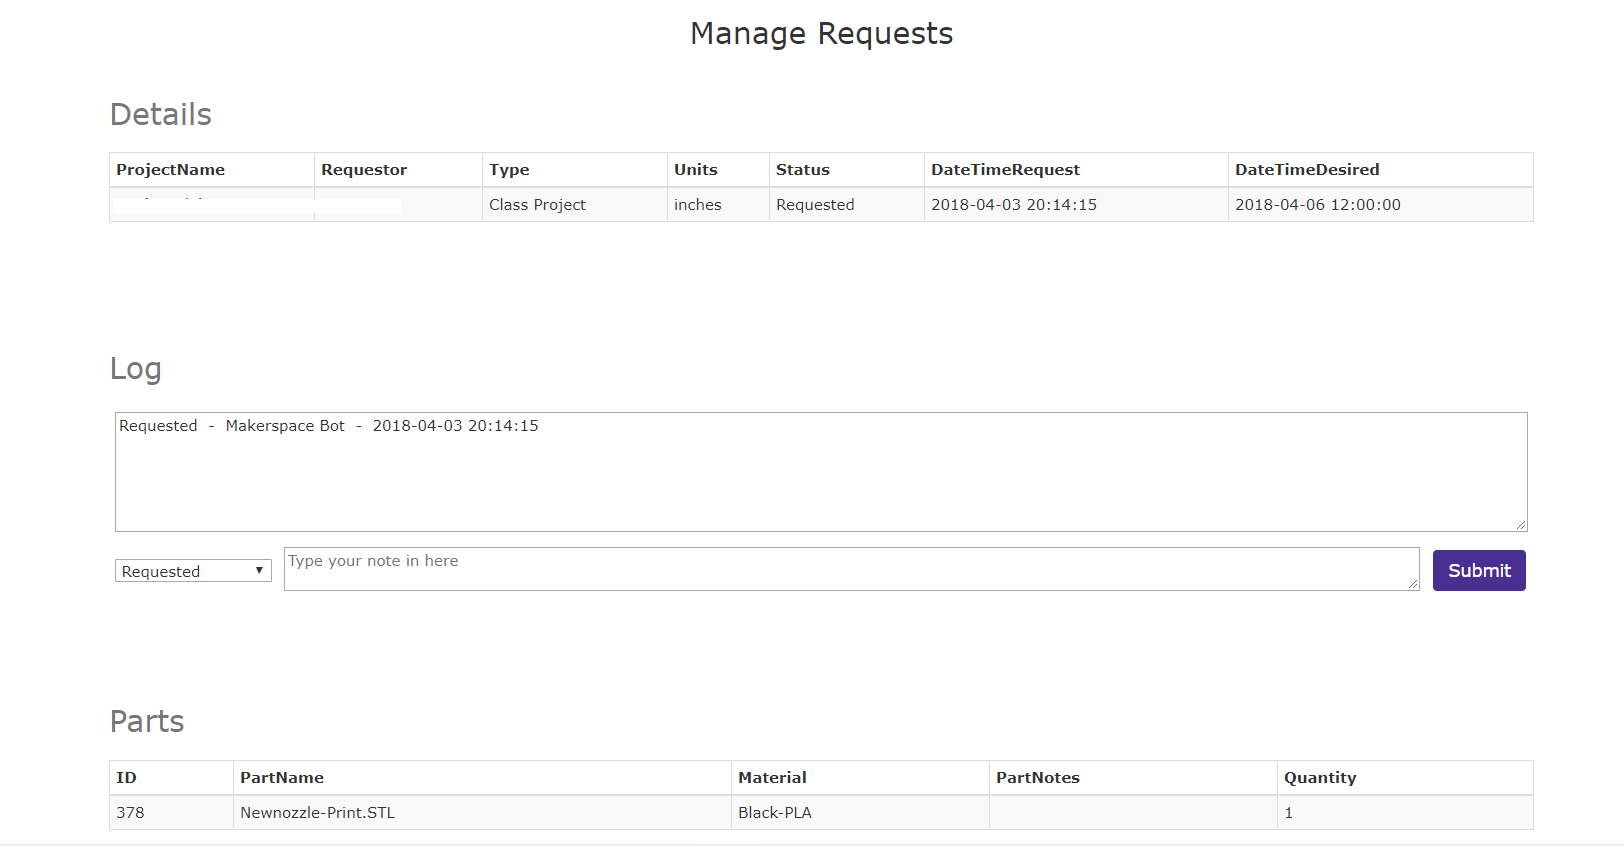 Manage Requests
Details
ProjectName Requestor Type Units Status DateTimeRequest DateTimeDesired
Class Project inches Requested 2018-04-03 20:14:15 2018-04-06 12:00:00
Log
Requested - Makerspace Bot - 2018-04-03 20:14:15
Requested Type your note in here Submit
Parts
ID PartName Material PartNotes Quantity
378 Newnozzle-Print.STL Black-PLA 1